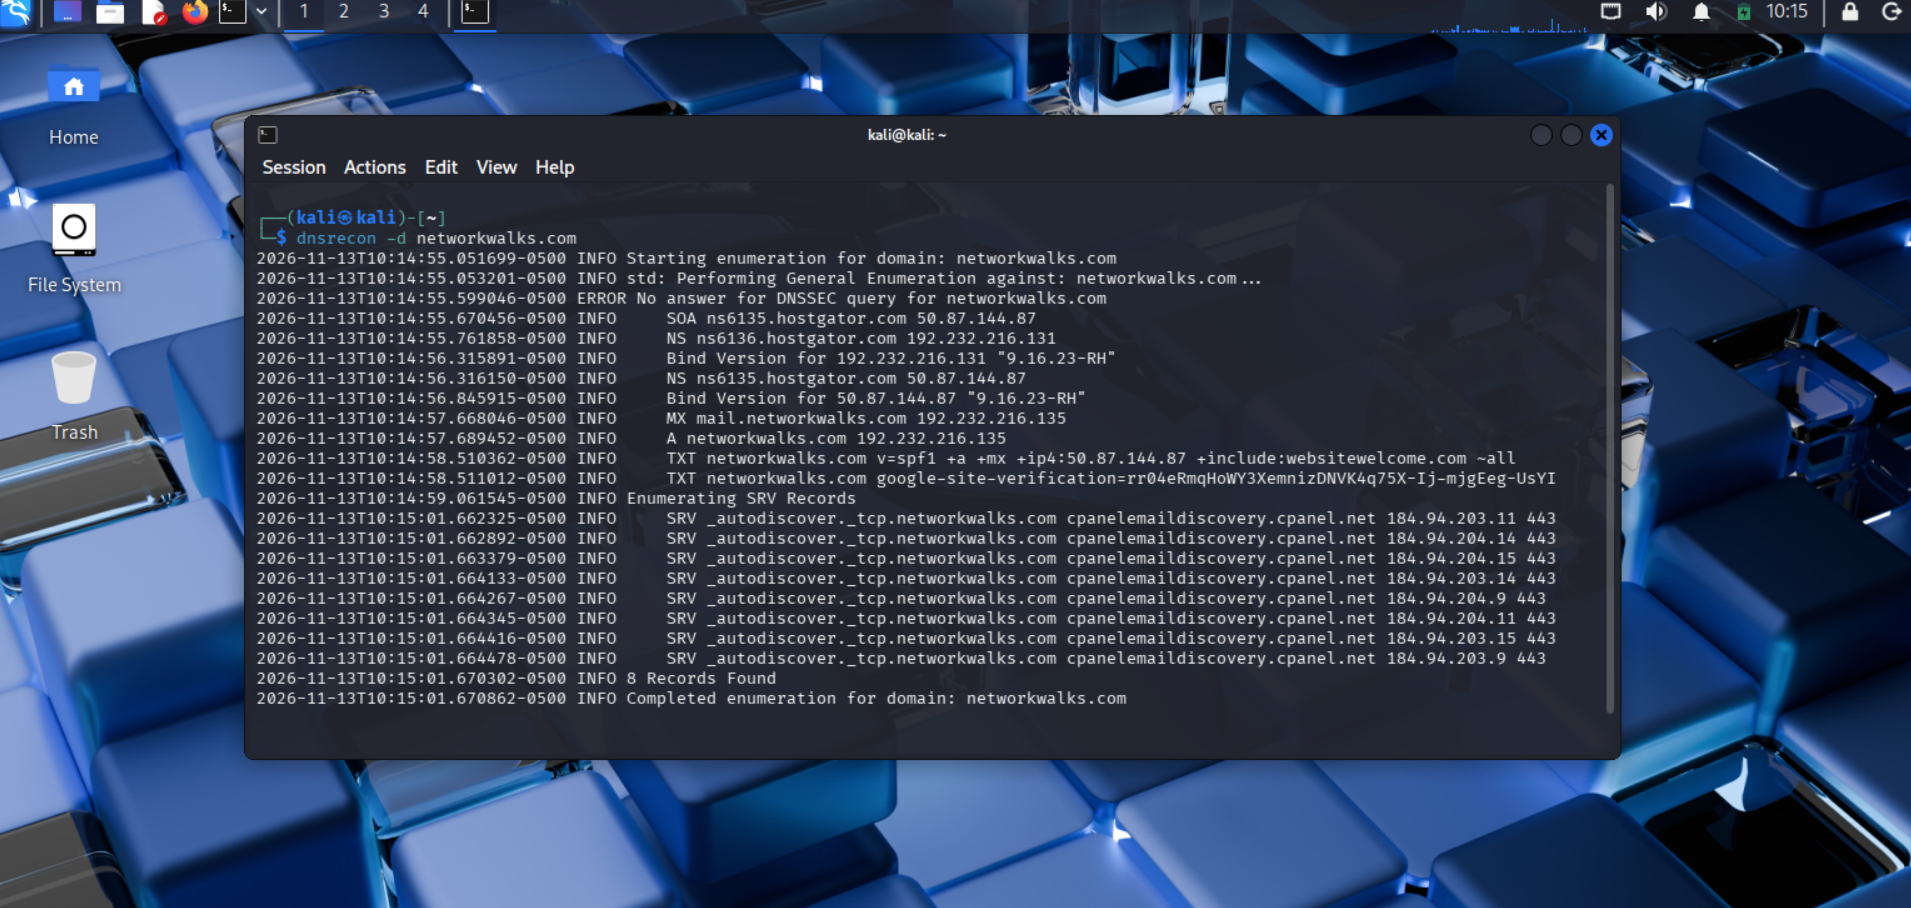 1 2 3 4
10:15
Home
File System
Trash
kali@kali: ~
Session Actions Edit View Help
┌──(kali㉿kali)-[~]
└─$ dnsrecon -d networkwalks.com
2026-11-13T10:14:55.051699-0500 INFO Starting enumeration for domain: networkwalks.com
2026-11-13T10:14:55.053201-0500 INFO std: Performing General Enumeration against: networkwalks.com...
2026-11-13T10:14:55.599046-0500 ERROR No answer for DNSSEC query for networkwalks.com
2026-11-13T10:14:55.670456-0500 INFO SOA ns6135.hostgator.com 50.87.144.87
2026-11-13T10:14:55.761858-0500 INFO NS ns6136.hostgator.com 192.232.216.131
2026-11-13T10:14:56.315891-0500 INFO Bind Version for 192.232.216.131 "9.16.23-RH"
2026-11-13T10:14:56.316150-0500 INFO NS ns6135.hostgator.com 50.87.144.87
2026-11-13T10:14:56.845915-0500 INFO Bind Version for 50.87.144.87 "9.16.23-RH"
2026-11-13T10:14:57.668046-0500 INFO MX mail.networkwalks.com 192.232.216.135
2026-11-13T10:14:57.689452-0500 INFO A networkwalks.com 192.232.216.135
2026-11-13T10:14:58.510362-0500 INFO TXT networkwalks.com v=spf1 +a +mx +ip4:50.87.144.87 +include:websitewelcome.com ~all
2026-11-13T10:14:58.511012-0500 INFO TXT networkwalks.com google-site-verification=rr04eRmqHoWY3XemnizDNVK4q75X-Ij-mjgEeg-UsYI
2026-11-13T10:14:59.061545-0500 INFO Enumerating SRV Records
2026-11-13T10:15:01.662325-0500 INFO SRV _autodiscover._tcp.networkwalks.com cpanelemaildiscovery.cpanel.net 184.94.203.11 443
2026-11-13T10:15:01.662892-0500 INFO SRV _autodiscover._tcp.networkwalks.com cpanelemaildiscovery.cpanel.net 184.94.204.14 443
2026-11-13T10:15:01.663379-0500 INFO SRV _autodiscover._tcp.networkwalks.com cpanelemaildiscovery.cpanel.net 184.94.204.15 443
2026-11-13T10:15:01.664133-0500 INFO SRV _autodiscover._tcp.networkwalks.com cpanelemaildiscovery.cpanel.net 184.94.203.14 443
2026-11-13T10:15:01.664267-0500 INFO SRV _autodiscover._tcp.networkwalks.com cpanelemaildiscovery.cpanel.net 184.94.204.9 443
2026-11-13T10:15:01.664345-0500 INFO SRV _autodiscover._tcp.networkwalks.com cpanelemaildiscovery.cpanel.net 184.94.204.11 443
2026-11-13T10:15:01.664416-0500 INFO SRV _autodiscover._tcp.networkwalks.com cpanelemaildiscovery.cpanel.net 184.94.203.15 443
2026-11-13T10:15:01.664478-0500 INFO SRV _autodiscover._tcp.networkwalks.com cpanelemaildiscovery.cpanel.net 184.94.203.9 443
2026-11-13T10:15:01.670302-0500 INFO 8 Records Found
2026-11-13T10:15:01.670862-0500 INFO Completed enumeration for domain: networkwalks.com